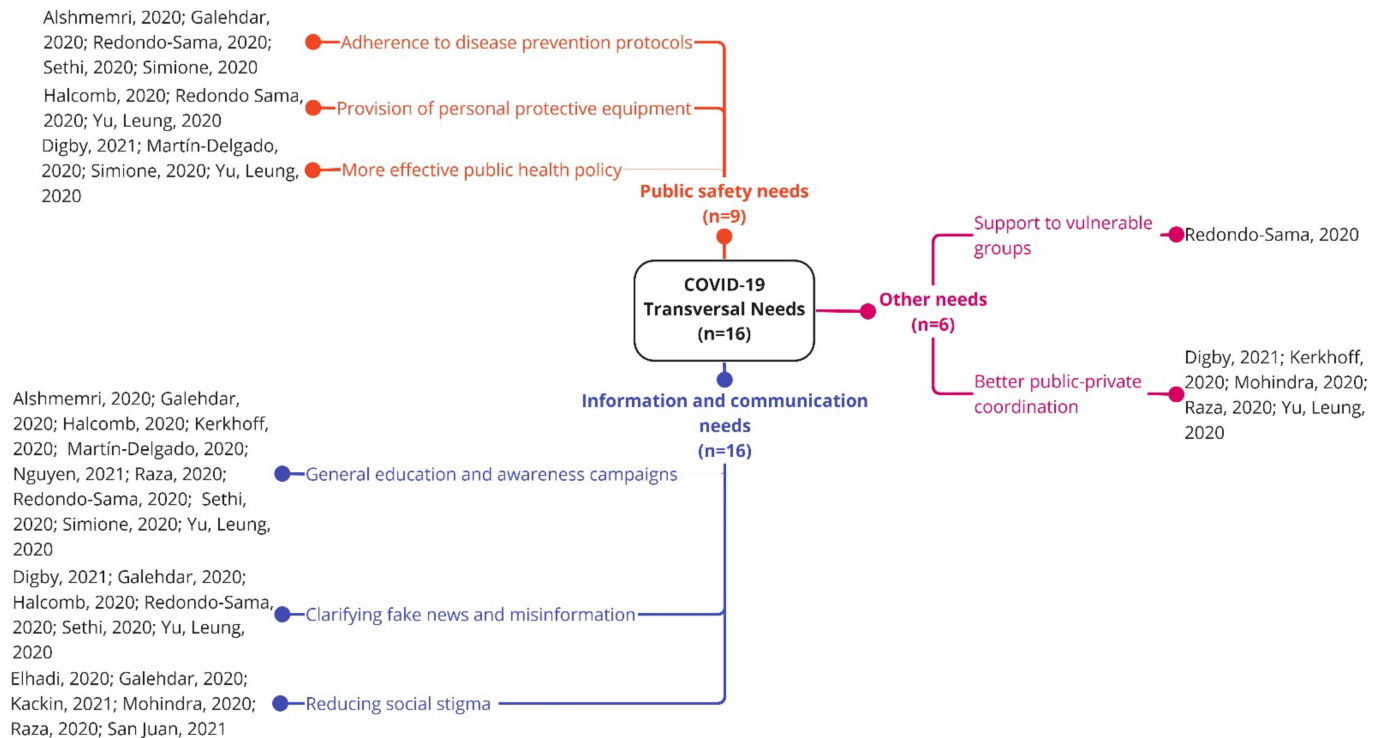 Alshmemri, 2020; Galehdar,
2020; Redondo-Sama, 2020;
Sethi, 2020; Simione, 2020
Adherence to disease prevention protocols
Halcomb, 2020; Redondo Sama,
2020; Yu, Leung, 2020
Provision of personal protective equipment
Digby, 2021; Martín-Delgado,
2020; Simione, 2020; Yu, Leung,
2020
More effective public health policy
Public safety needs
(n=9)
COVID-19
Transversal Needs
(n=16)
Other needs
(n=6)
Support to vulnerable
groups
Redondo-Sama, 2020
Better public-private
coordination
Digby, 2021; Kerkhoff,
2020; Mohindra, 2020;
Raza, 2020; Yu, Leung,
2020
Information and communication
needs
(n=16)
Alshmemri, 2020; Galehdar,
2020; Halcomb, 2020; Kerkhoff,
2020; Martín-Delgado, 2020;
Nguyen, 2021; Raza, 2020;
Redondo-Sama, 2020; Sethi,
2020; Simione, 2020; Yu, Leung,
2020
General education and awareness campaigns
Digby, 2021; Galehdar, 2020;
Halcomb, 2020; Redondo-Sama,
2020; Sethi, 2020; Yu, Leung,
2020
Clarifying fake news and misinformation
Elhadi, 2020; Galehdar, 2020;
Kackin, 2021; Mohindra, 2020;
Raza, 2020; San Juan, 2021
Reducing social stigma